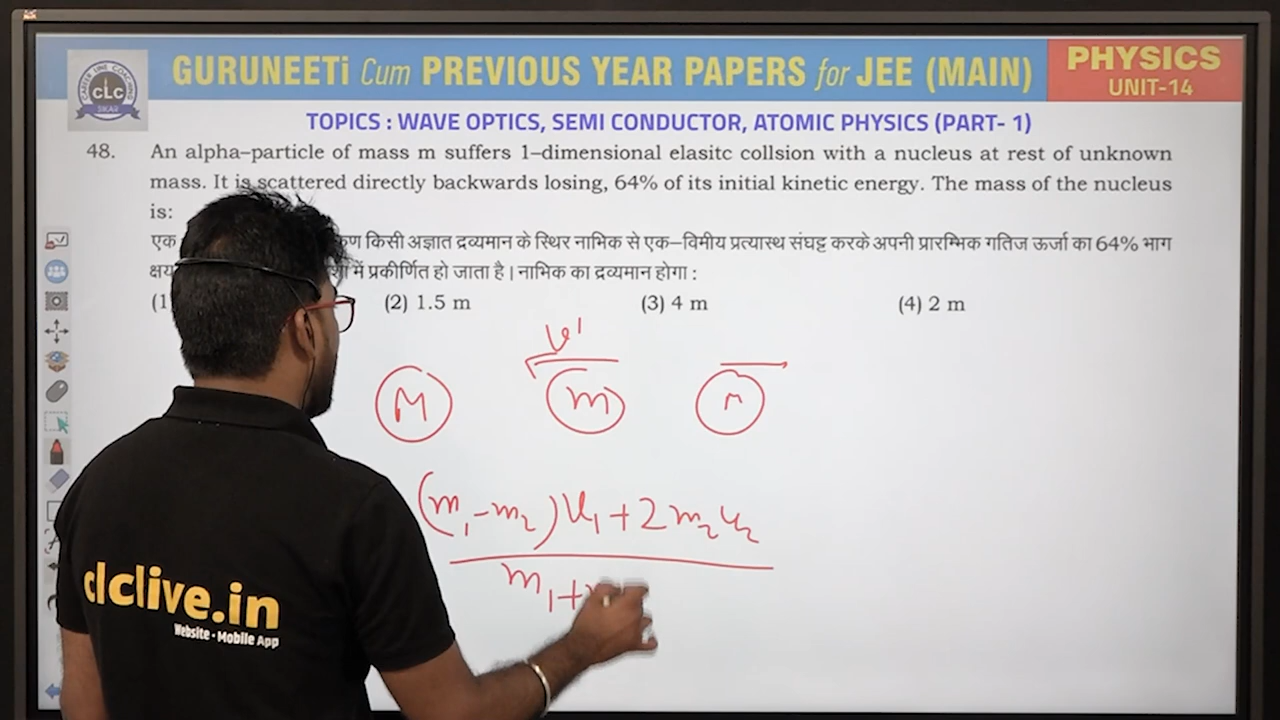 GURUNEETi Cum PREVIOUS YEAR PAPERS for JEE (MAIN)
PHYSICS
UNIT-14
CLC
SIKAR
TOPICS : WAVE OPTICS, SEMI CONDUCTOR, ATOMIC PHYSICS (PART- 1)
48. An alpha–particle of mass m suffers 1–dimensional elasitc collsion with a nucleus at rest of unknown
mass. It is scattered directly backwards losing, 64% of its initial kinetic energy. The mass of the nucleus
is:
एक किसी अज्ञात द्रव्यमान के स्थिर नाभिक से एक–विमीय प्रत्यास्थ संघट्ट करके अपनी प्रारम्भिक गतिज ऊर्जा का 64% भाग
में प्रकीर्णित हो जाता है। नाभिक का द्रव्यमान होगा :
(1 (2) 1.5 m (3) 4 m (4) 2 m
v'
M m
(m₁-m₂)u₁+2m₂u₂
m₁+
clclive.in
Website • Mobile App